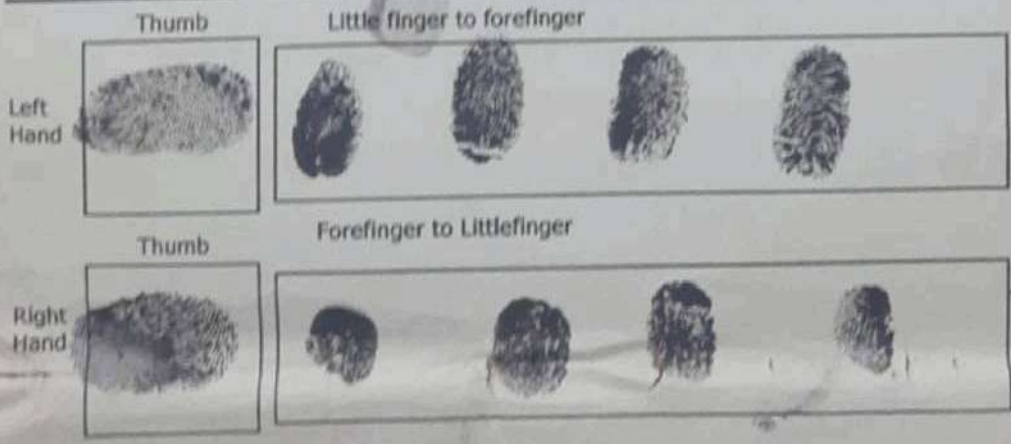 Thumb
Little finger to forefinger
Left
Hand
Thumb
Forefinger to Littlefinger
Right
Hand